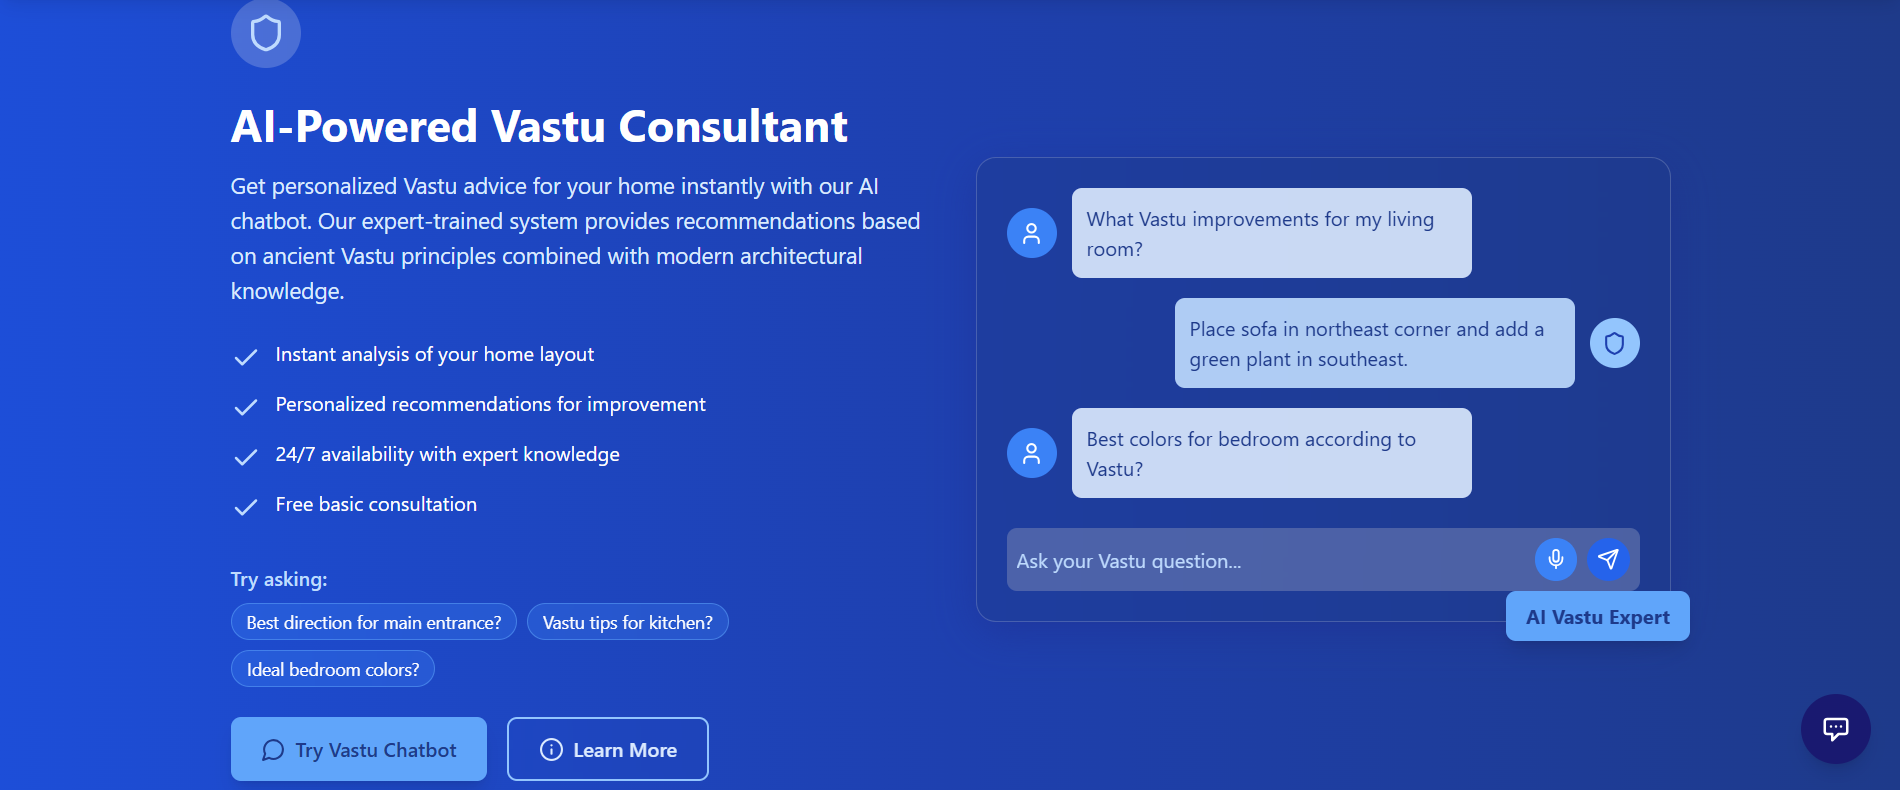 AI-Powered Vastu Consultant
Get personalized Vastu advice for your home instantly with our AI
chatbot. Our expert-trained system provides recommendations based
on ancient Vastu principles combined with modern architectural
knowledge.
Instant analysis of your home layout
Personalized recommendations for improvement
24/7 availability with expert knowledge
Free basic consultation
Try asking:
Best direction for main entrance?
Vastu tips for kitchen?
Ideal bedroom colors?
Try Vastu Chatbot
Learn More
What Vastu improvements for my living
room?
Place sofa in northeast corner and add a
green plant in southeast.
Best colors for bedroom according to
Vastu?
Ask your Vastu question...
AI Vastu Expert